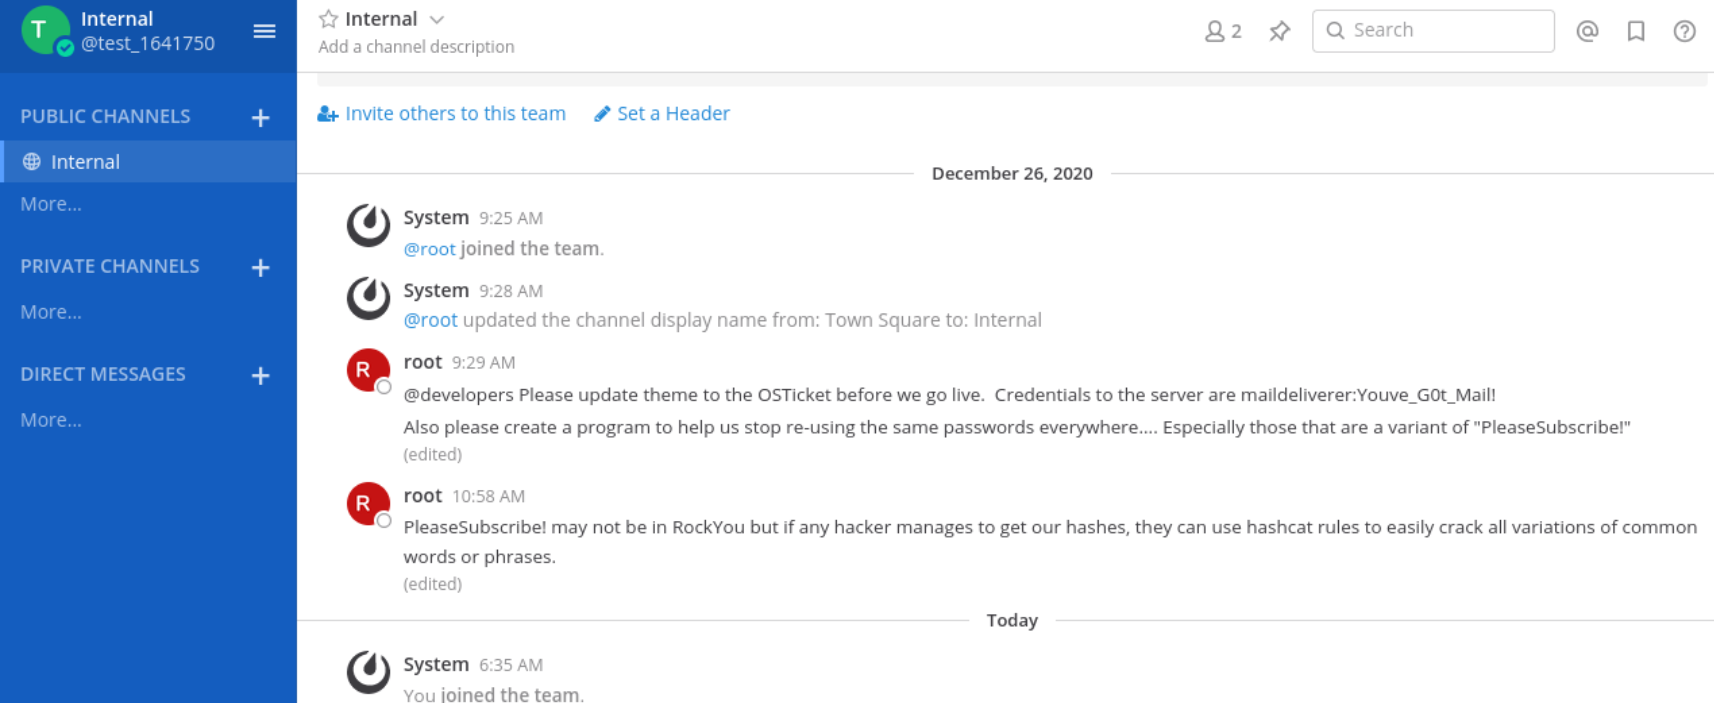 T
Internal
@test_1641750
PUBLIC CHANNELS +
Internal
More...
PRIVATE CHANNELS +
More...
DIRECT MESSAGES +
More...
Internal
Add a channel description
2
Search
@
?
Invite others to this team
Set a Header
December 26, 2020
System 9:25 AM
@root joined the team.
System 9:28 AM
@root updated the channel display name from: Town Square to: Internal
R
root 9:29 AM
@developers Please update theme to the OSTicket before we go live.  Credentials to the server are maildeliverer:Youve_G0t_Mail!
Also please create a program to help us stop re-using the same passwords everywhere.... Especially those that are a variant of "PleaseSubscribe!"
(edited)
R
root 10:58 AM
PleaseSubscribe! may not be in RockYou but if any hacker manages to get our hashes, they can use hashcat rules to easily crack all variations of common
words or phrases.
(edited)
Today
System 6:35 AM
You joined the team.